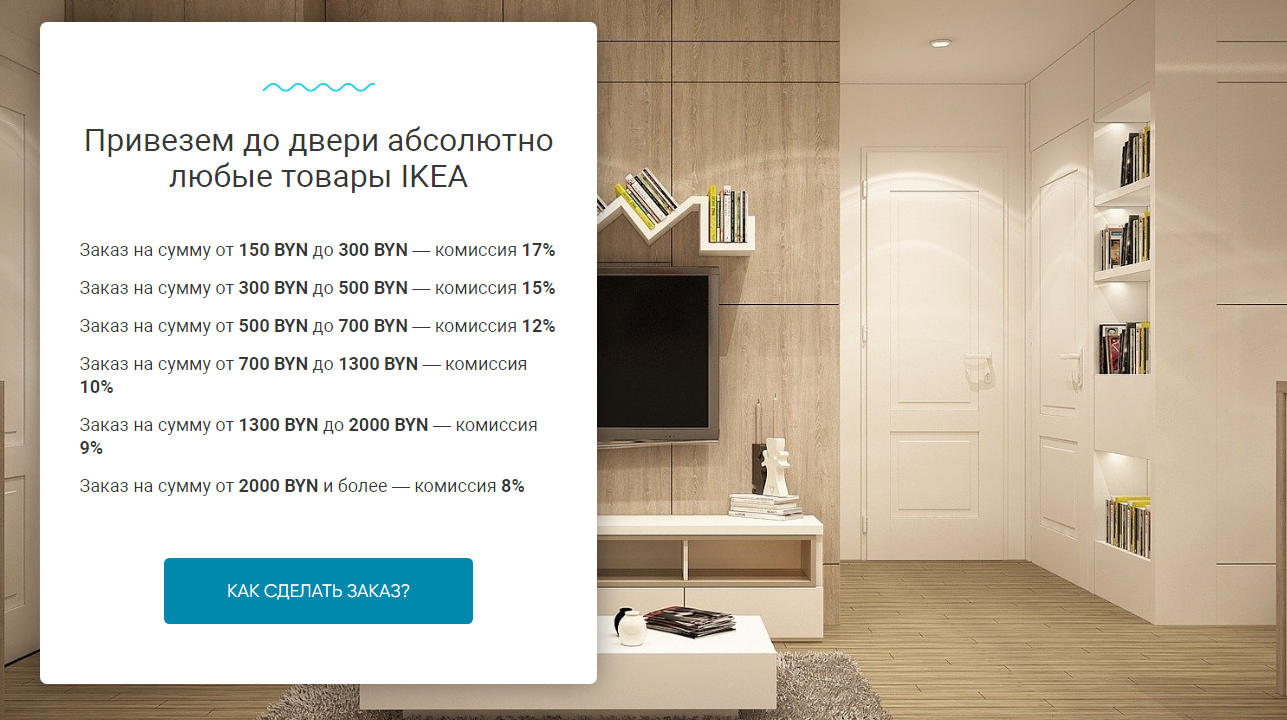 Привезем до двери абсолютно
любые товары IKEA
Заказ на сумму от 150 BYN до 300 BYN — комиссия 17%
Заказ на сумму от 300 BYN до 500 BYN — комиссия 15%
Заказ на сумму от 500 BYN до 700 BYN — комиссия 12%
Заказ на сумму от 700 BYN до 1300 BYN — комиссия
10%
Заказ на сумму от 1300 BYN до 2000 BYN — комиссия
9%
Заказ на сумму от 2000 BYN и более — комиссия 8%
КАК СДЕЛАТЬ ЗАКАЗ?